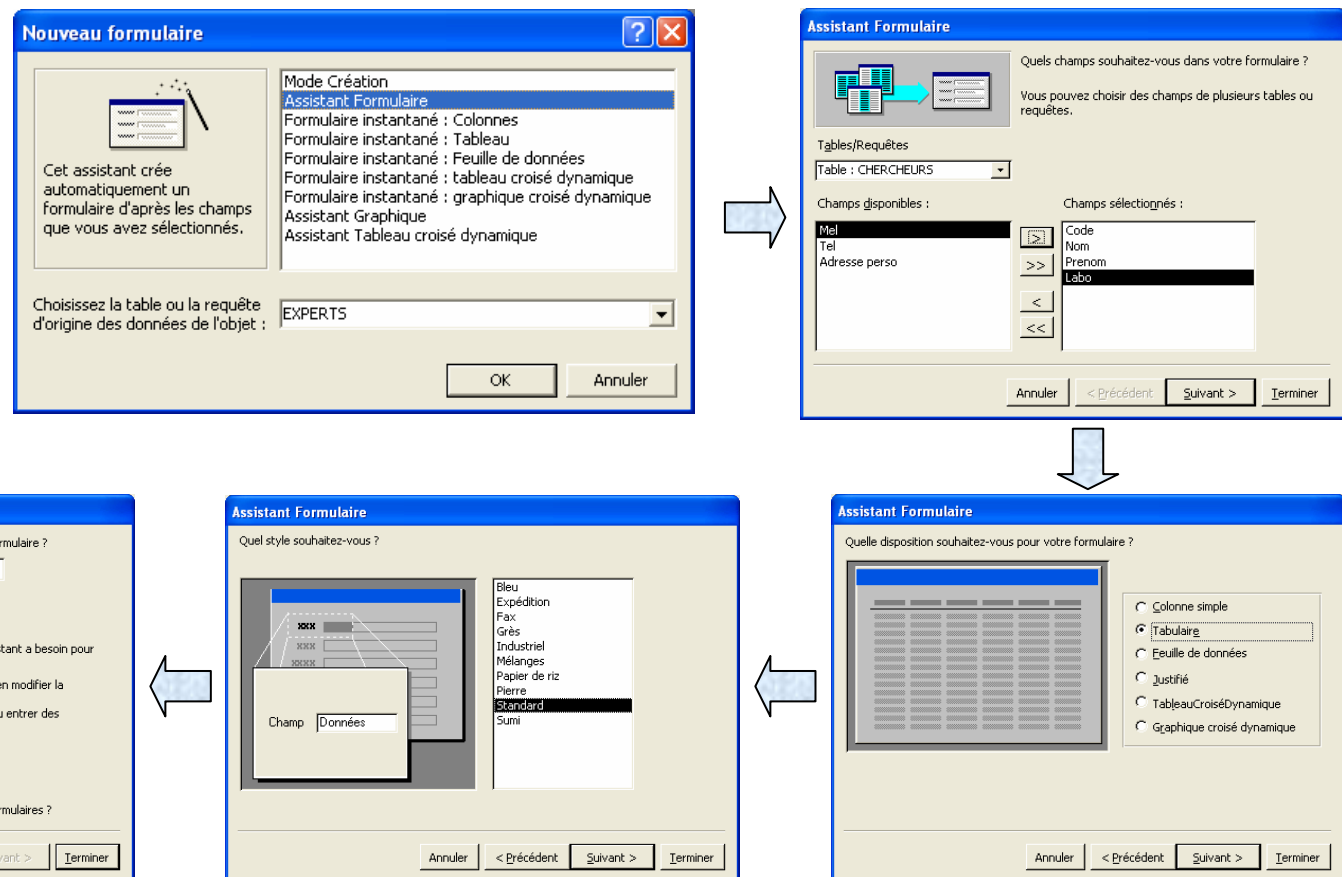 Nouveau formulaire
Cet assistant crée
automatiquement un
formulaire d'après les champs
que vous avez sélectionnés.
Mode Création
Assistant Formulaire
Formulaire instantané : Colonnes
Formulaire instantané : Tableau
Formulaire instantané : Feuille de données
Formulaire instantané : tableau croisé dynamique
Formulaire instantané : graphique croisé dynamique
Assistant Graphique
Assistant Tableau croisé dynamique
Choisissez la table ou la requête
d'origine des données de l'objet :
EXPERTS
OK
Annuler
Assistant Formulaire
Quels champs souhaitez-vous dans votre formulaire ?
Vous pouvez choisir des champs de plusieurs tables ou
requêtes.
Tables/Requêtes
Table : CHERCHEURS
Champs disponibles :
Mel
Tel
Adresse perso
>
>>
<
<<
Champs sélectionnés :
Code
Nom
Prenom
Labo
Annuler
< Précédent
Suivant >
Terminer
Assistant Formulaire
Quelle disposition souhaitez-vous pour votre formulaire ?
Colonne simple
Tabulaire
Feuille de données
Justifié
TableauCroiséDynamique
Graphique croisé dynamique
Annuler
< Précédent
Suivant >
Terminer
Assistant Formulaire
Quel style souhaitez-vous ?
XXX
XXX
XXXX
Champ
Données
Bleu
Expédition
Fax
Grès
Industriel
Mélanges
Papier de riz
Pierre
Standard
Sumi
Annuler
< Précédent
Suivant >
Terminer
rmulaire ?
tant a besoin pour
en modifier la
u entrer des
rmulaires ?
vant >
Terminer